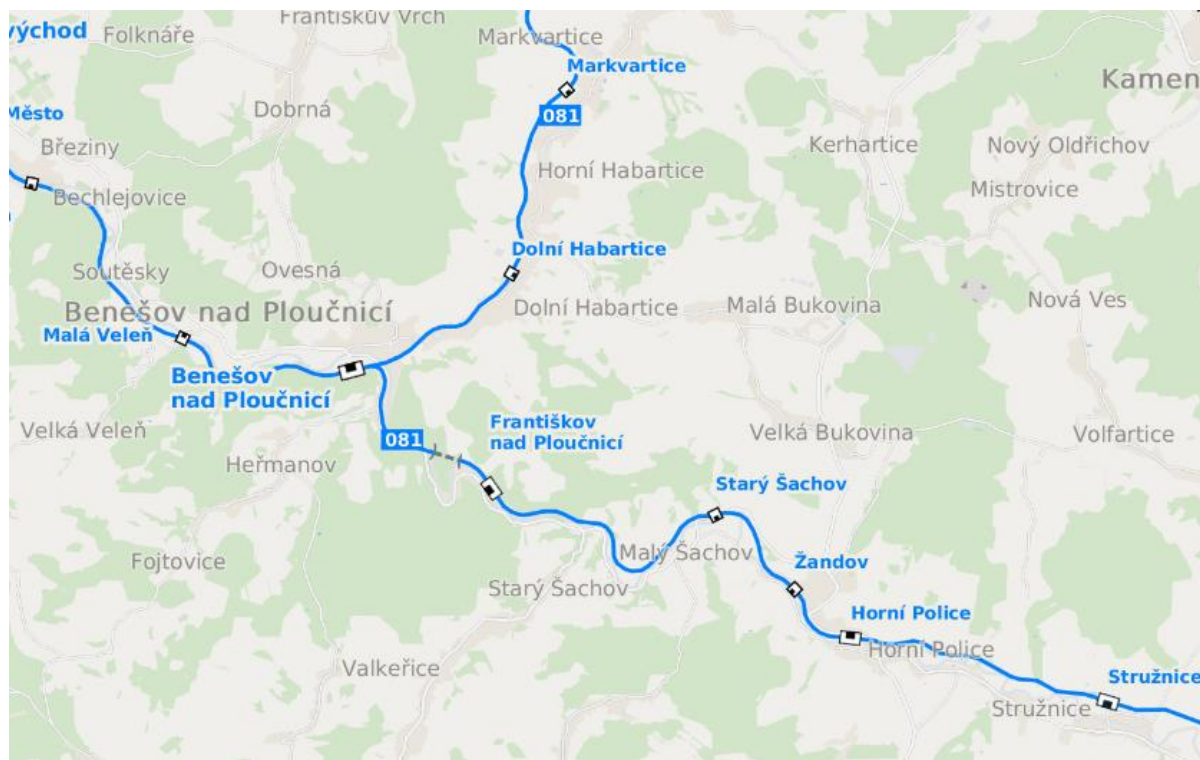 Františkův Vrch
východ
Folknáře
Markvartice
Markvartice
Kamen
Dobrná
081
Město
Březiny
Kerhartice
Nový Oldřichov
Horní Habartice
Mistrovice
Bechlejovice
Dolní Habartice
Soutěsky
Ovesná
Benešov nad Ploučnicí
Dolní Habartice
Malá Bukovina
Nová Ves
Malá Veleň
Benešov
nad Ploučnicí
Františkov
nad Ploučnicí
Velká Veleň
081
Velká Bukovina
Volfartice
Heřmanov
Starý Šachov
Malý Šachov
Fojtovice
Žandov
Starý Šachov
Horní Police
Horní Police
Valkeřice
Stružnice
Stružnice